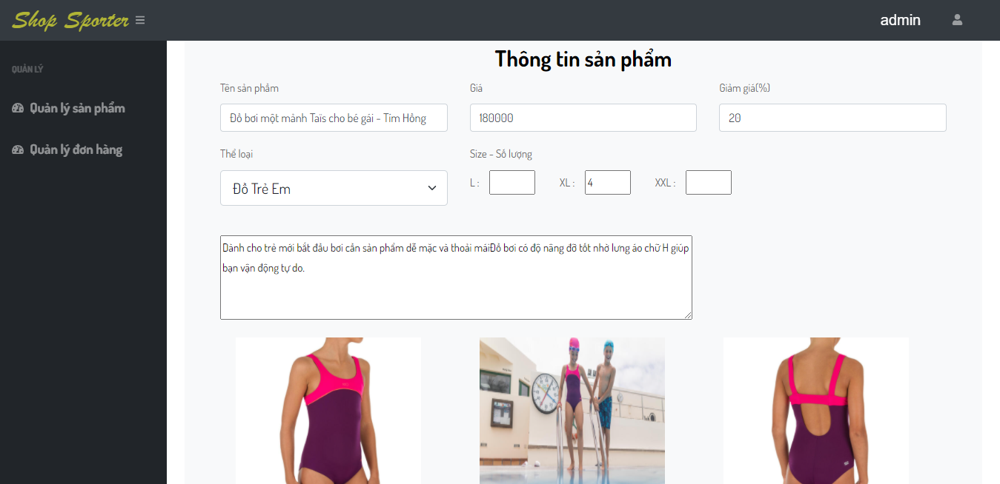 Shop Sporter
admin
QUẢN LÝ
Quản lý sản phẩm
Quản lý đơn hàng
Thông tin sản phẩm
Tên sản phẩm
Giá
Giảm giá(%)
Đồ bơi một mảnh Taïs cho bé gái - Tím Hồng
180000
20
Thể loại
Size - Số lượng
Đồ Trẻ Em
L :
XL :
4
XXL :
Dành cho trẻ mới bắt đầu bơi cần sản phẩm dễ mặc và thoải máiĐồ bơi có độ nâng đỡ tốt nhờ lưng áo chữ H giúp
bạn vận động tự do.